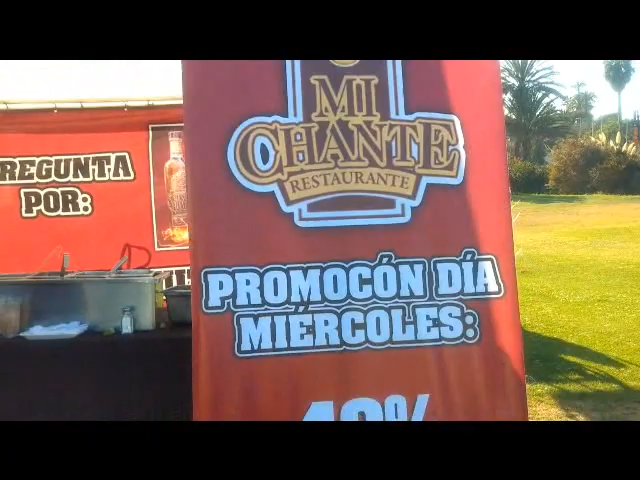 MI
CHANTE
RESTAURANTE
REGUNTA
POR:
PROMOCÓN DÍA
MIÉRCOLES: